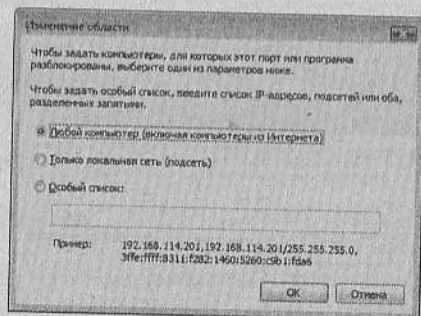 Изменение области
Чтобы задать компьютеры, для которых этот порт или программа
разблокированы, выберите один из параметров ниже.
Чтобы задать особый список, введите список IP-адресов, подсетей или оба,
разделенных запятыми.
Любой компьютер (включая компьютеры из Интернета)
Только локальная сеть (подсеть)
Особый список:
Пример: 192.168.114.201,192.168.114.201/255.255.255.0,
3ffe:ffff:8311:f282:1460:5260:c9b1:fda6
OK Отмена